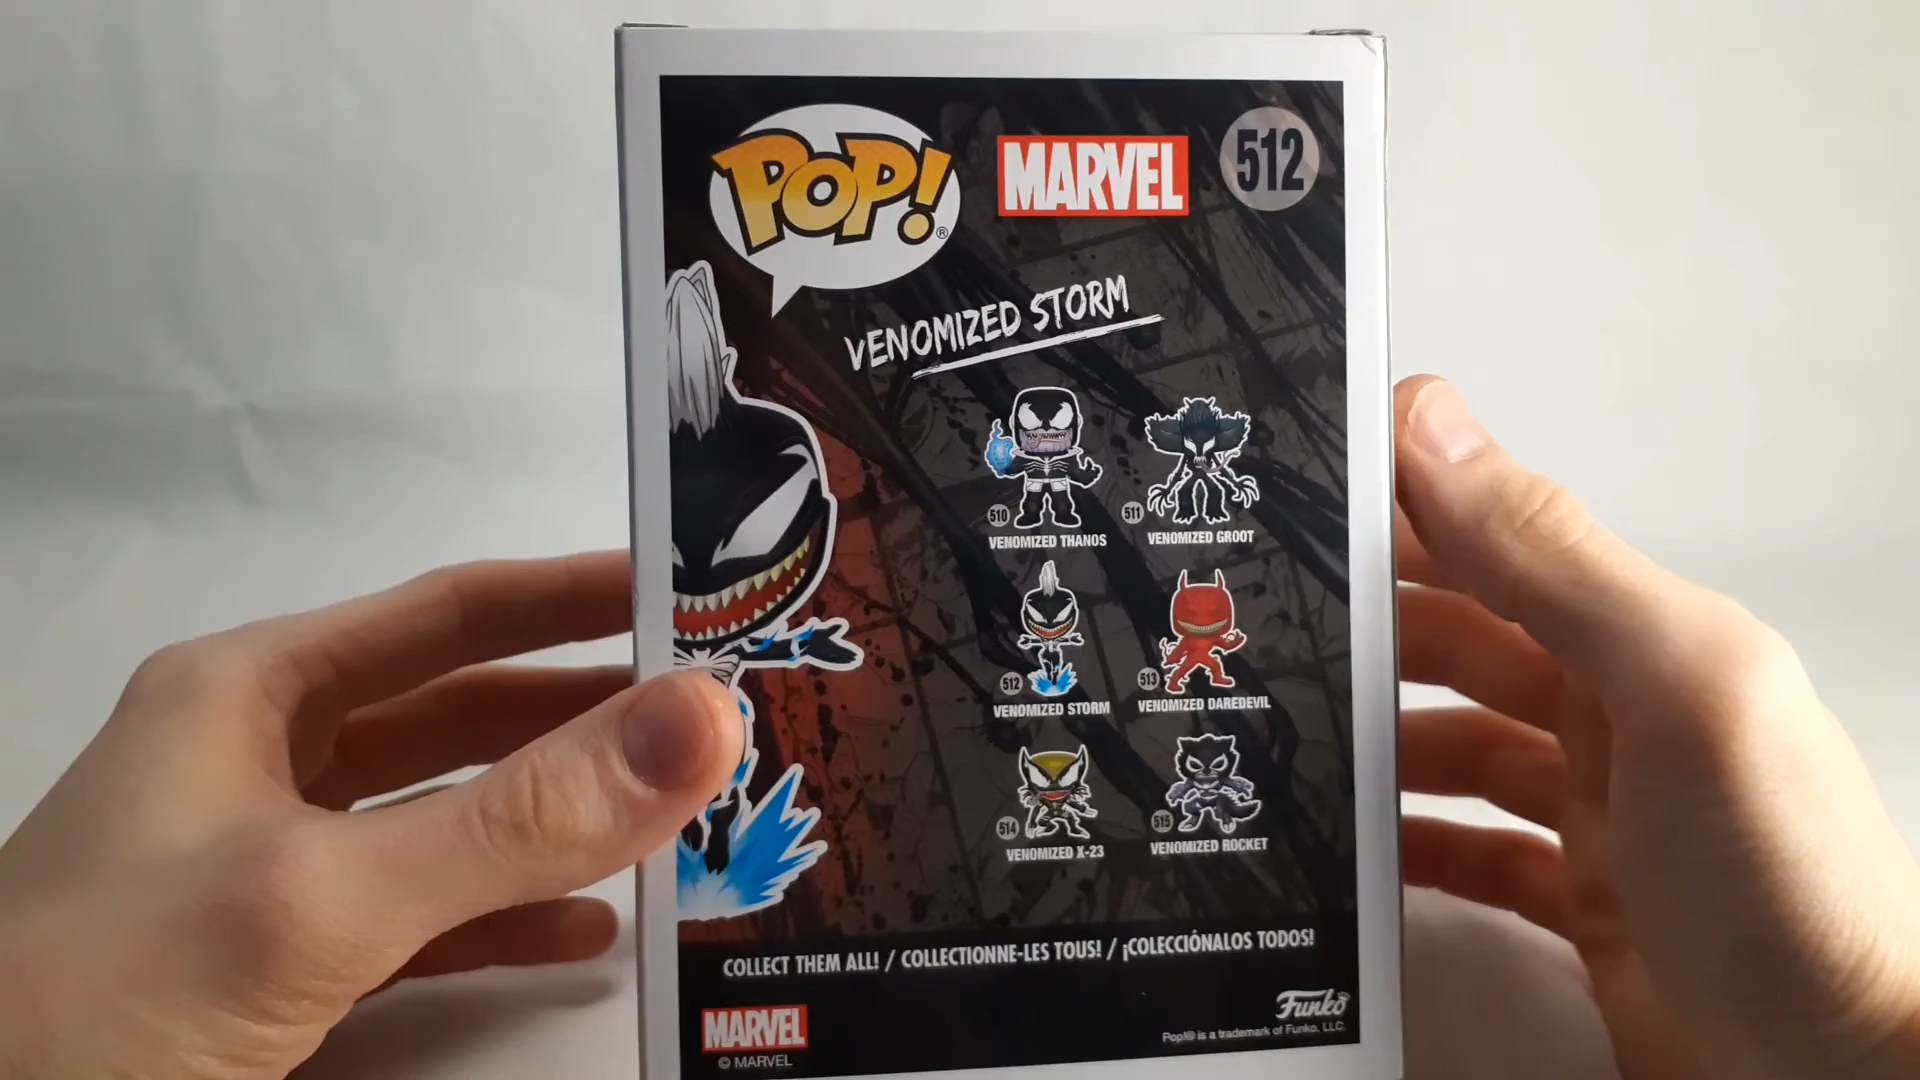 POP!®
MARVEL
512
VENOMIZED STORM
510
VENOMIZED THANOS
511
VENOMIZED GROOT
512
VENOMIZED STORM
513
VENOMIZED DAREDEVIL
514
VENOMIZED X-23
515
VENOMIZED ROCKET
COLLECT THEM ALL! / COLLECTIONNE-LES TOUS! / ¡COLECCIÓNALOS TODOS!
MARVEL
© MARVEL
Funko
Pop!® is a trademark of Funko, LLC.